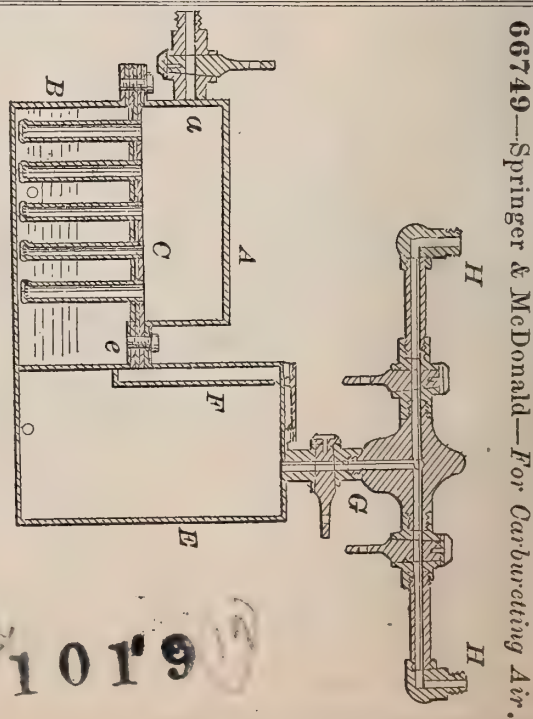 66749—Springer & McDonald—For Carburetting Air.
H
H
A
a
B
C
e
F
G
E
1019